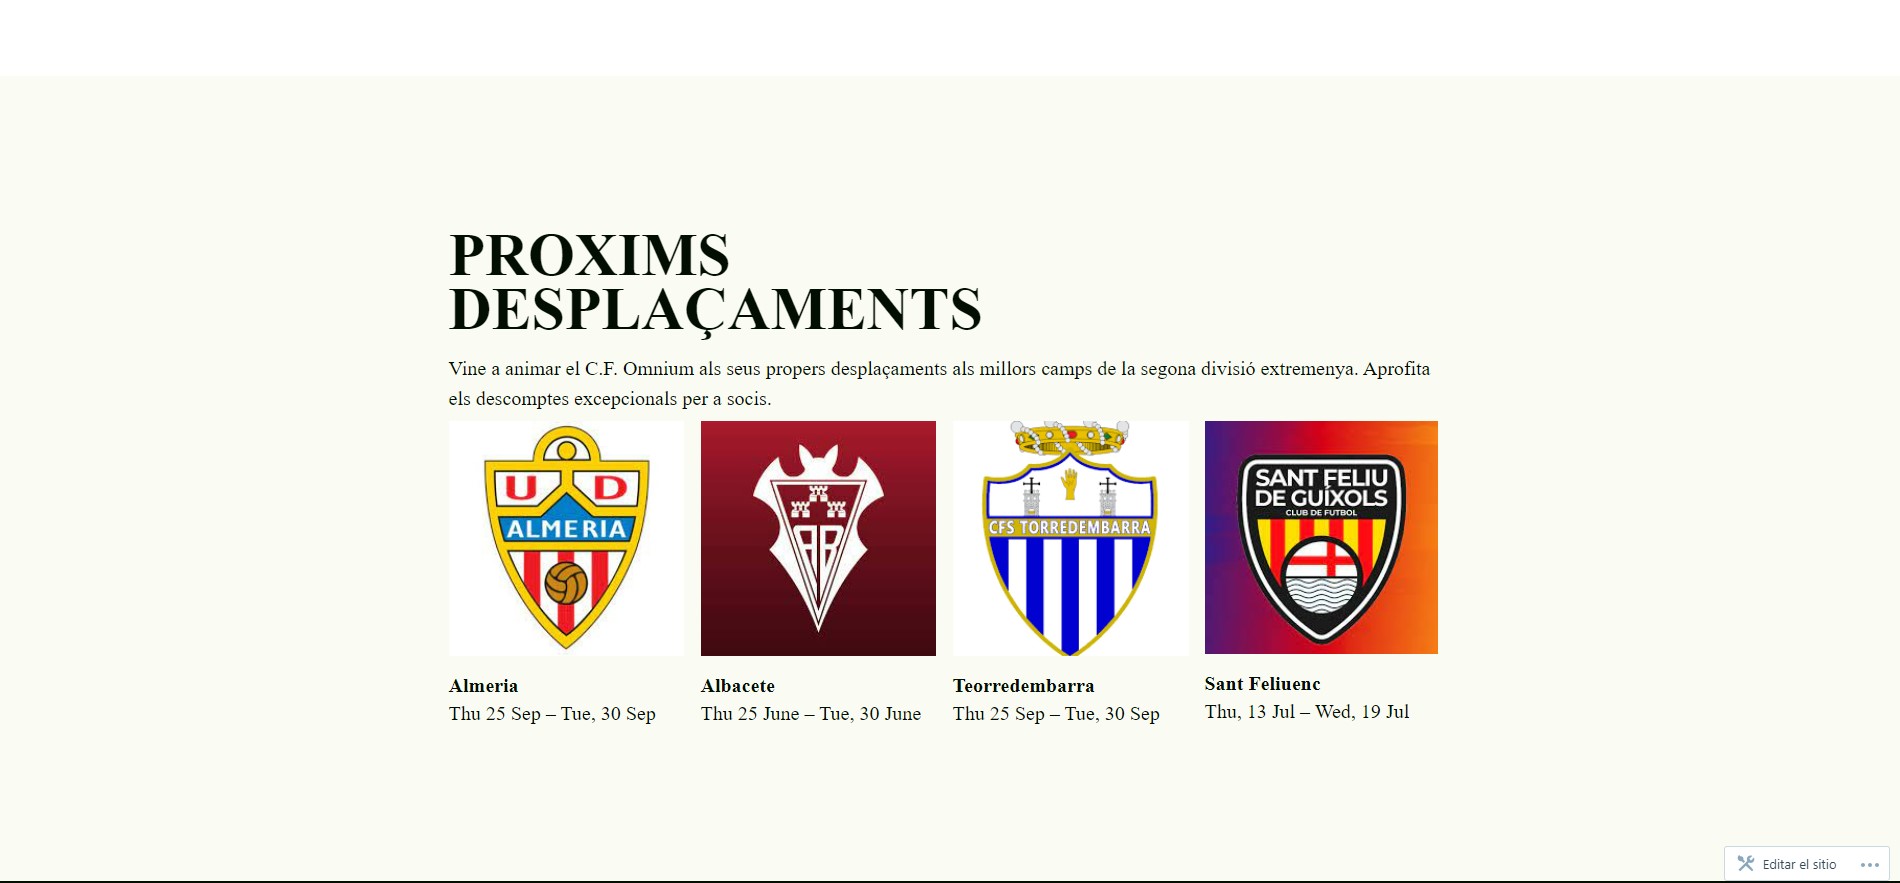 PROXIMS
DESPLAÇAMENTS
Vine a animar el C.F. Omnium als seus propers desplaçaments als millors camps de la segona divisió extremenya. Aprofita
els descomptes excepcionals per a socis.
U D
ALMERIA
AB
CFS TORREDEMBARRA
SANT FELIU
DE GUÍXOLS
CLUB DE FUTBOL
Almeria
Thu 25 Sep – Tue, 30 Sep
Albacete
Thu 25 June – Tue, 30 June
Teorredembarra
Thu 25 Sep – Tue, 30 Sep
Sant Feliuenc
Thu, 13 Jul – Wed, 19 Jul
Editar el sitio